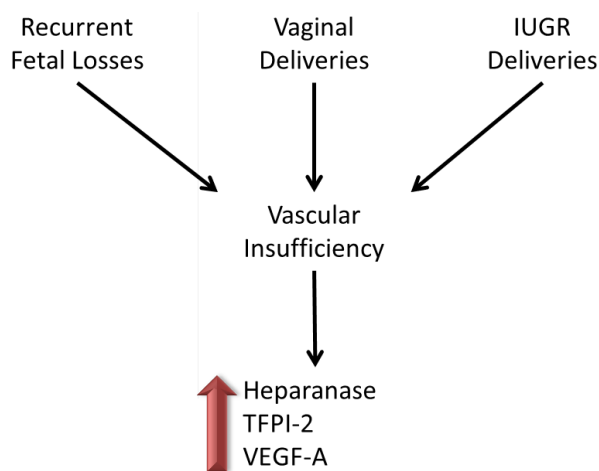 Recurrent
Fetal Losses
Vaginal
Deliveries
IUGR
Deliveries
Vascular
Insufficiency
Heparanase
TFPI-2
VEGF-A